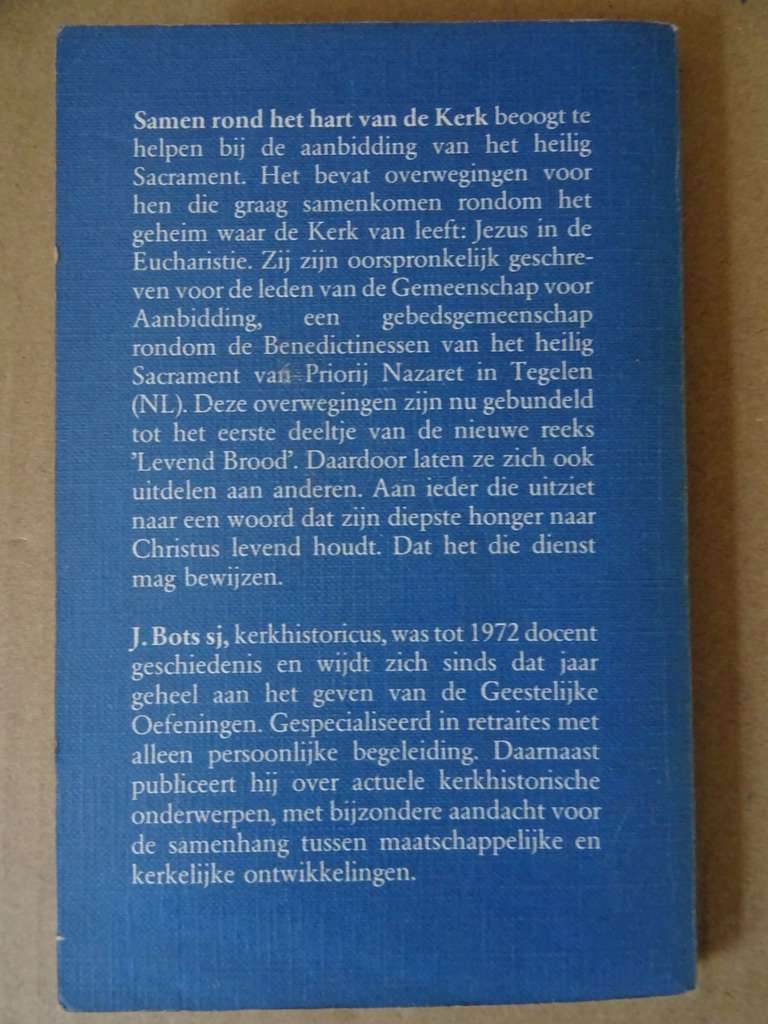 Samen rond het hart van de Kerk beoogt te
helpen bij de aanbidding van het heilig
Sacrament. Het bevat overwegingen voor
hen die graag samenkomen rondom het
geheim waar de Kerk van leeft: Jezus in de
Eucharistie. Zij zijn oorspronkelijk geschre-
ven voor de leden van de Gemeenschap voor
Aanbidding, een gebedsgemeenschap
rondom de Benedictinessen van het heilig
Sacrament van Priorij Nazaret in Tegelen
(NL). Deze overwegingen zijn nu gebundeld
tot het eerste deeltje van de nieuwe reeks
'Levend Brood'. Daardoor laten ze zich ook
uitdelen aan anderen. Aan ieder die uitziet
naar een woord dat zijn diepste honger naar
Christus levend houdt. Dat het die dienst
mag bewijzen.
J. Bots sj, kerkhistoricus, was tot 1972 docent
geschiedenis en wijdt zich sinds dat jaar
geheel aan het geven van de Geestelijke
Oefeningen. Gespecialiseerd in retraites met
alleen persoonlijke begeleiding. Daarnaast
publiceert hij over actuele kerkhistorische
onderwerpen, met bijzondere aandacht voor
de samenhang tussen maatschappelijke en
kerkelijke ontwikkelingen.